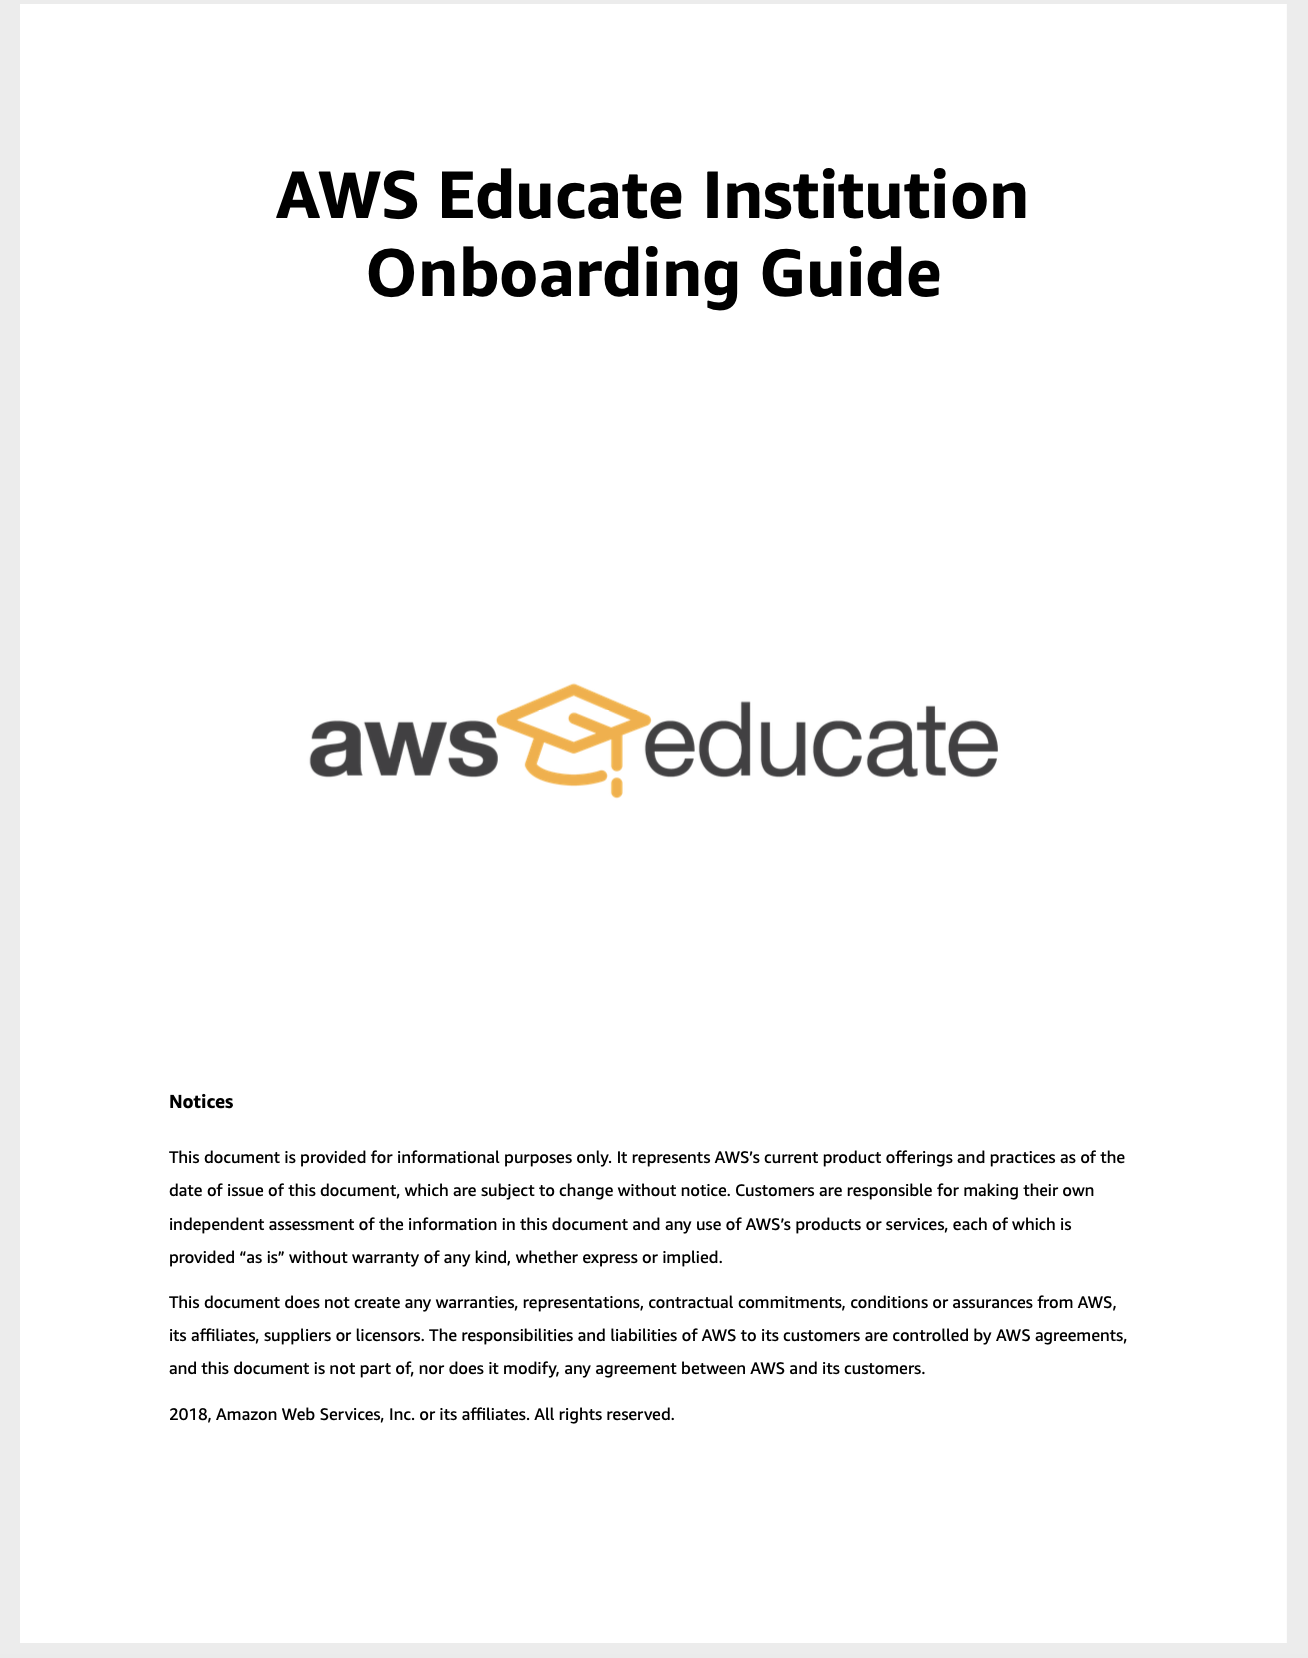 AWS Educate Institution
Onboarding Guide
aws educate
Notices
This document is provided for informational purposes only. It represents AWS’s current product offerings and practices as of the
date of issue of this document, which are subject to change without notice. Customers are responsible for making their own
independent assessment of the information in this document and any use of AWS’s products or services, each of which is
provided “as is” without warranty of any kind, whether express or implied.
This document does not create any warranties, representations, contractual commitments, conditions or assurances from AWS,
its affiliates, suppliers or licensors. The responsibilities and liabilities of AWS to its customers are controlled by AWS agreements,
and this document is not part of, nor does it modify, any agreement between AWS and its customers.
2018, Amazon Web Services, Inc. or its affiliates. All rights reserved.